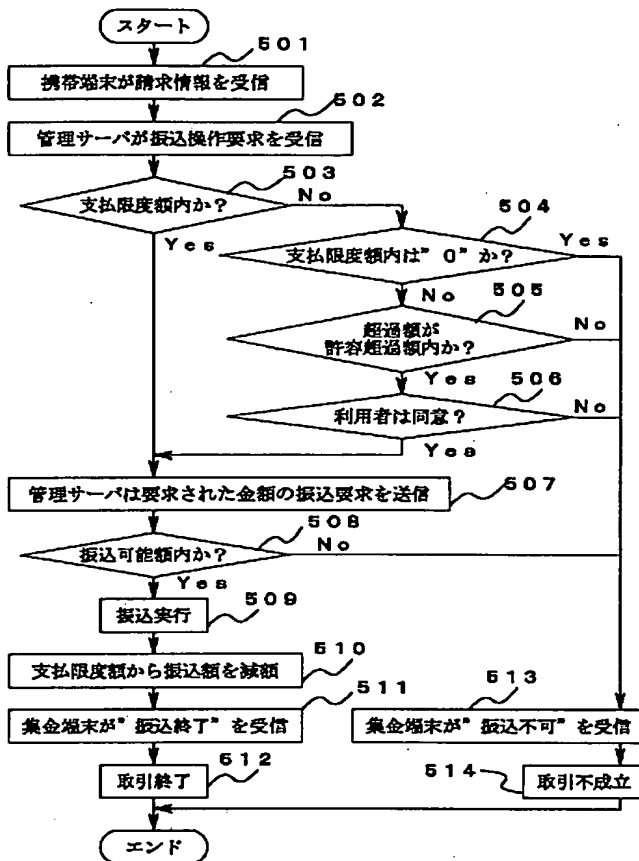 スタート
501
携帯端末が請求情報を受信
502
管理サーバが振込操作要求を受信
503
支払限度額内か?
No
Yes
504
支払限度額内は”0”か?
Yes
No
505
超過額が
許容超過額内か?
No
Yes
506
利用者は同意?
No
Yes
管理サーバは要求された金額の振込要求を送信
507
508
振込可能額内か?
No
Yes
振込実行
509
支払限度額から振込額を減額
510
511
集金端末が”振込終了”を受信
513
集金端末が”振込不可”を受信
取引終了
512
514
取引不成立
エンド